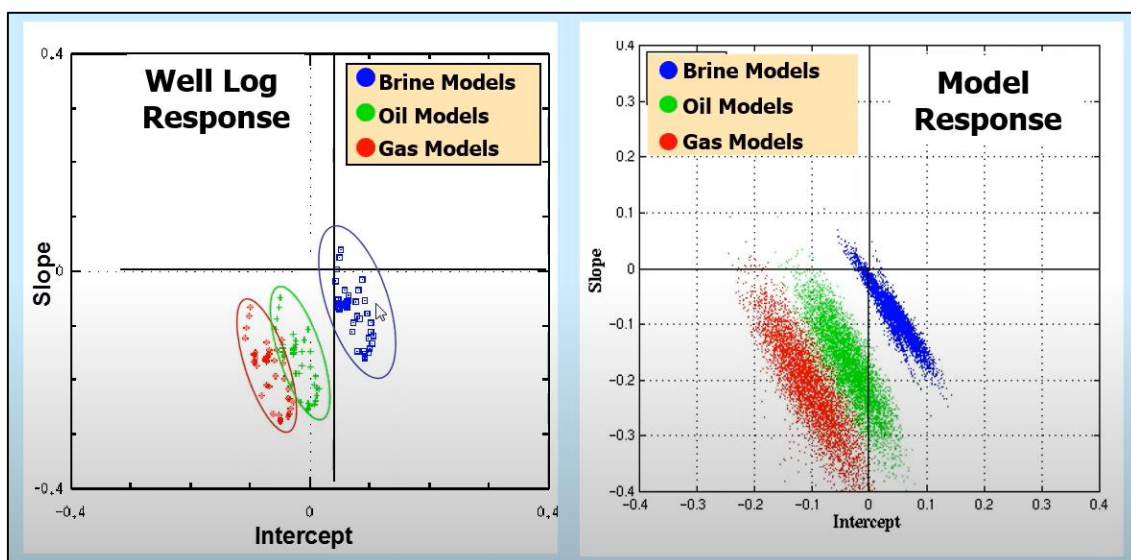 Well Log
Response
Brine Models
Oil Models
Gas Models
0.4
0
-0.4
Slope
-0.4
0
0.4
Intercept
Model
Response
Brine Models
Oil Models
Gas Models
0.4
0.3
0.2
0.1
0
-0.1
-0.2
-0.3
-0.4
Slope
-0.4
-0.3
-0.2
-0.1
0
0.1
0.2
0.3
0.4
Intercept